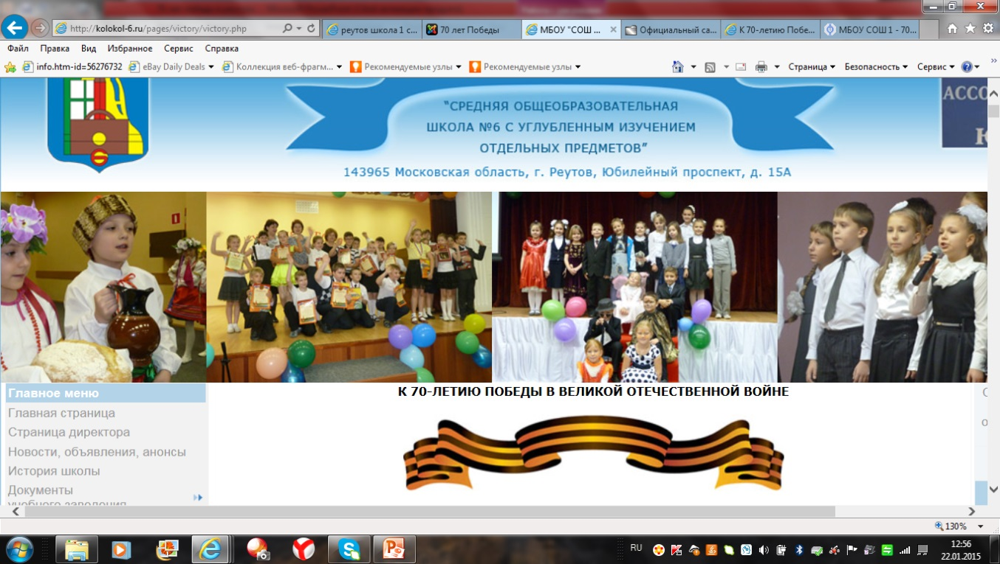 http://kolokol-6.ru/pages/victory/victory.php
реутов школа 1 с...
70 лет Победы
МБОУ "СОШ ...
Официальный са...
К 70-летию Побе...
МБОУ СОШ 1 - 70...
Файл Правка Вид Избранное Сервис Справка
info.htm-id=56276732 eBay Daily Deals Коллекция веб-фрагм... Рекомендуемые узлы Рекомендуемые узлы Страница Безопасность Сервис
АССО
Ю
"СРЕДНЯЯ ОБЩЕОБРАЗОВАТЕЛЬНАЯ
ШКОЛА №6 С УГЛУБЛЕННЫМ ИЗУЧЕНИЕМ
ОТДЕЛЬНЫХ ПРЕДМЕТОВ"
143965 Московская область, г. Реутов, Юбилейный проспект, д. 15А
К 70-ЛЕТИЮ ПОБЕДЫ В ВЕЛИКОЙ ОТЕЧЕСТВЕННОЙ ВОЙНЕ
Главное меню
Главная страница
Страница директора
Новости, объявления, анонсы
История школы
Документы
учебного заведения
130%
RU
12:56
22.01.2015